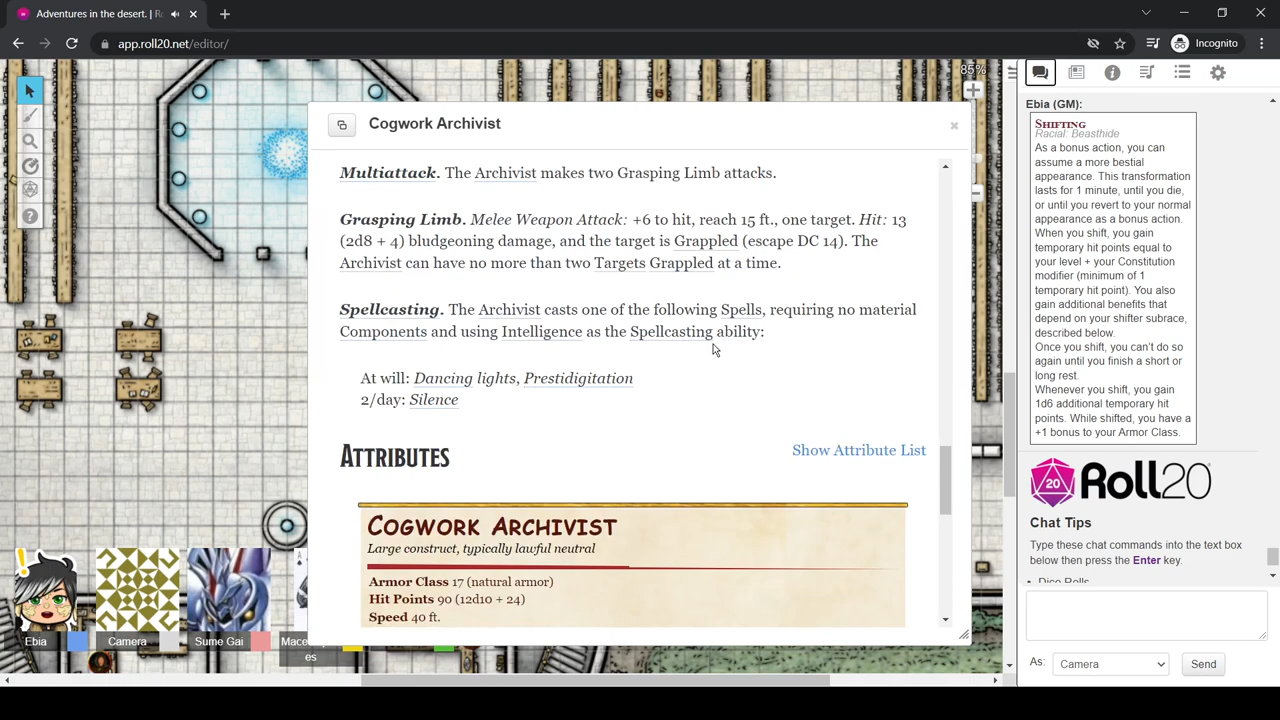 Adventures in the desert. | Ro
app.roll20.net/editor/
Incognito
85%
Cogwork Archivist
Multiattack. The Archivist makes two Grasping Limb attacks.
Grasping Limb. Melee Weapon Attack: +6 to hit, reach 15 ft., one target. Hit: 13
(2d8 + 4) bludgeoning damage, and the target is Grappled (escape DC 14). The
Archivist can have no more than two Targets Grappled at a time.
Spellcasting. The Archivist casts one of the following Spells, requiring no material
Components and using Intelligence as the Spellcasting ability:
At will: Dancing lights, Prestidigitation
2/day: Silence
Attributes
Show Attribute List
Cogwork Archivist
Large construct, typically lawful neutral
Armor Class 17 (natural armor)
Hit Points 90 (12d10 + 24)
Speed 40 ft.
Ebia
Camera
Sume Gai
Mace
es
Ebia (GM):
Shifting
Racial: Beasthide
As a bonus action, you can
assume a more bestial
appearance. This transformation
lasts for 1 minute, until you die,
or until you revert to your normal
appearance as a bonus action.
When you shift, you gain
temporary hit points equal to
your level + your Constitution
modifier (minimum of 1
temporary hit point). You also
gain additional benefits that
depend on your shifter subrace,
described below.
Once you shift, you can't do so
again until you finish a short or
long rest.
Whenever you shift, you gain
1d6 additional temporary hit
points. While shifted, you have a
+1 bonus to your Armor Class.
20
Roll20
Chat Tips
Type these chat commands into the text box
below then press the Enter key.
• Dice Rolls
As:
Camera
Send